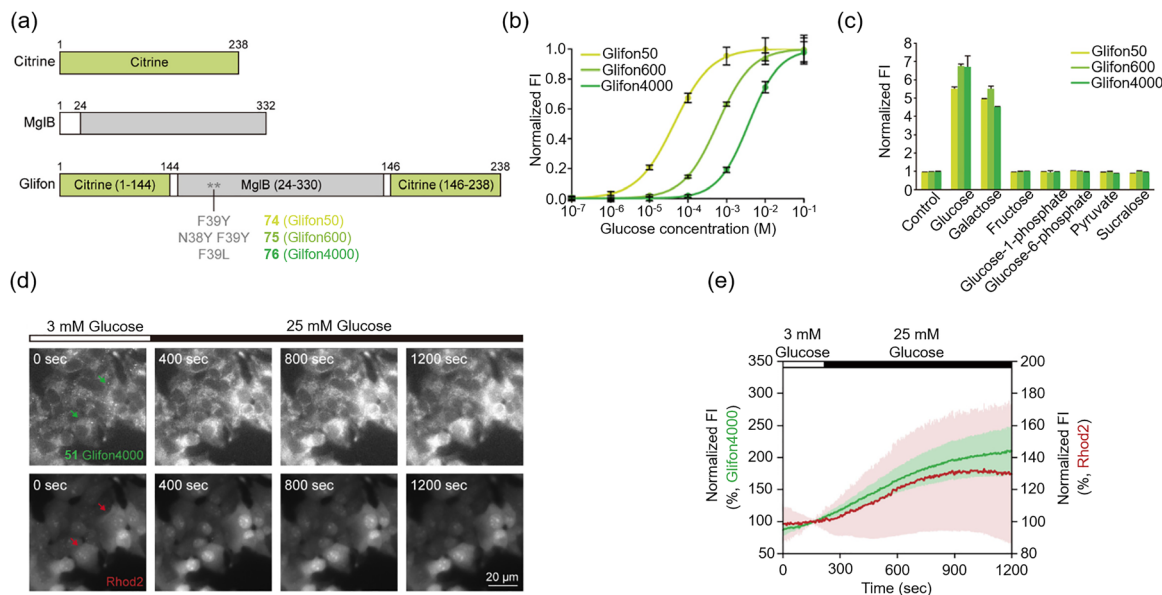 (a)
1 238
Citrine Citrine
1 24 332
MglB
1 144 146 238
Glifon Citrine (1-144) ** MglB (24-330) Citrine (146-238)
F39Y 74 (Glifon50)
N38Y F39Y 75 (Glifon600)
F39L 76 (Gilfon4000)
(b)
Normalized FI
1.0
0.8
0.6
0.4
0.2
0.0
Glifon50
Glifon600
Glifon4000
10-7 10-6 10-5 10-4 10-3 10-2 10-1
Glucose concentration (M)
(c)
Normalized FI
8
7
6
5
4
3
2
1
0
Glifon50
Glifon600
Glifon4000
Control
Glucose
Galactose
Fructose
Glucose-1-phosphate
Glucose-6-phosphate
Pyruvate
Sucralose
(d)
3 mM Glucose 25 mM Glucose
0 sec 400 sec 800 sec 1200 sec
51 Glifon4000
0 sec 400 sec 800 sec 1200 sec
Rhod2
20 µm
(e)
3 mM
Glucose
25 mM
Glucose
Normalized FI
(%, Glifon4000)
350
300
250
200
150
100
50
200
180
160
140
120
100
80
Normalized FI
(%, Rhod2)
0 300 600 900 1200
Time (sec)